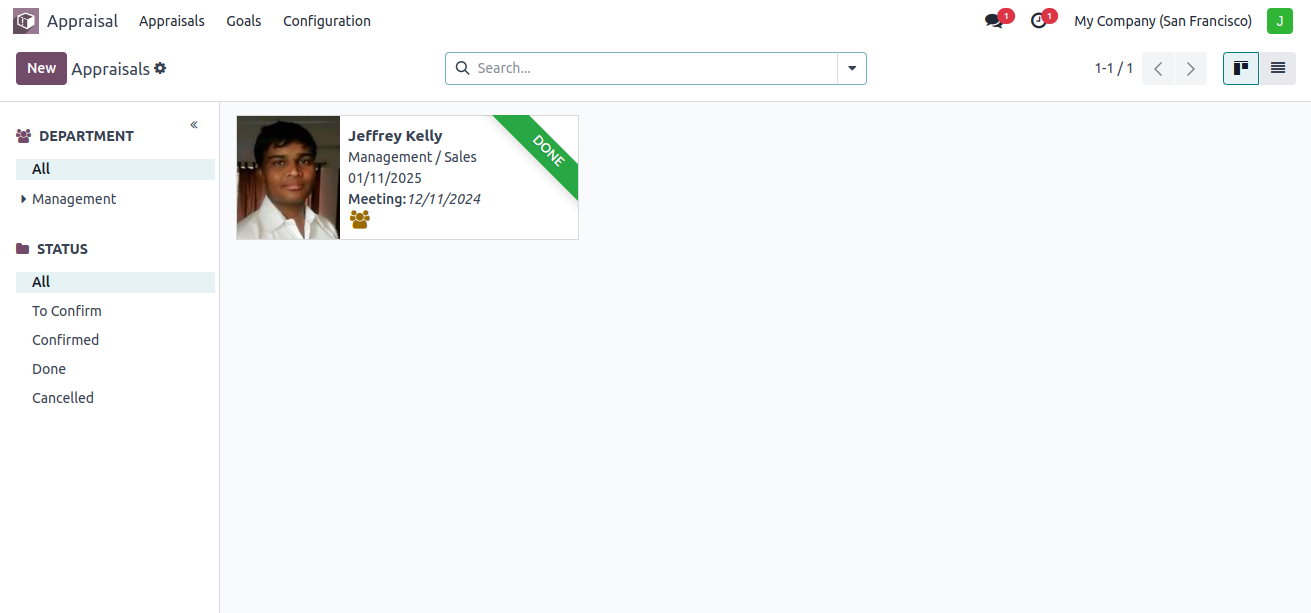 Appraisal Appraisals Goals Configuration 1 1 My Company (San Francisco) J
New Appraisals Search... 1-1 / 1
«
DEPARTMENT
All
Management
STATUS
All
To Confirm
Confirmed
Done
Cancelled
Jeffrey Kelly
Management / Sales
01/11/2025
Meeting: 12/11/2024
DONE